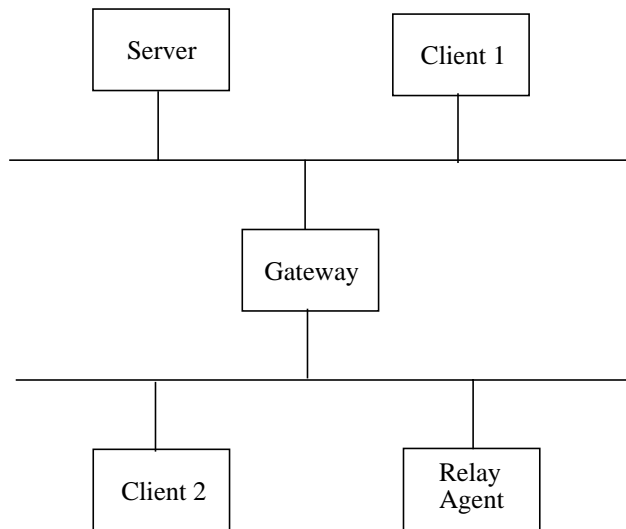 Server
Client 1
Gateway
Client 2
Relay
Agent